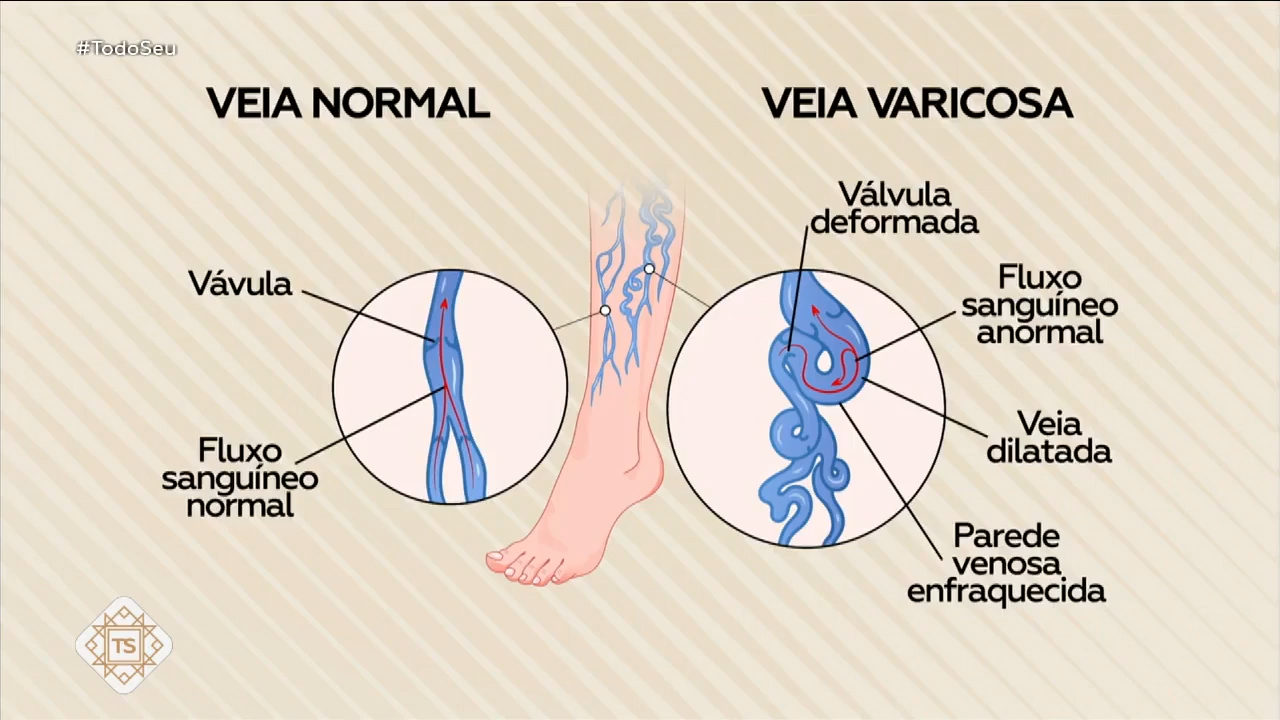 #TodoSeu
VEIA NORMAL
VEIA VARICOSA
Vávula
Fluxo
sanguíneo
normal
Válvula
deformada
Fluxo
sanguíneo
anormal
Veia
dilatada
Parede
venosa
enfraquecida
TS